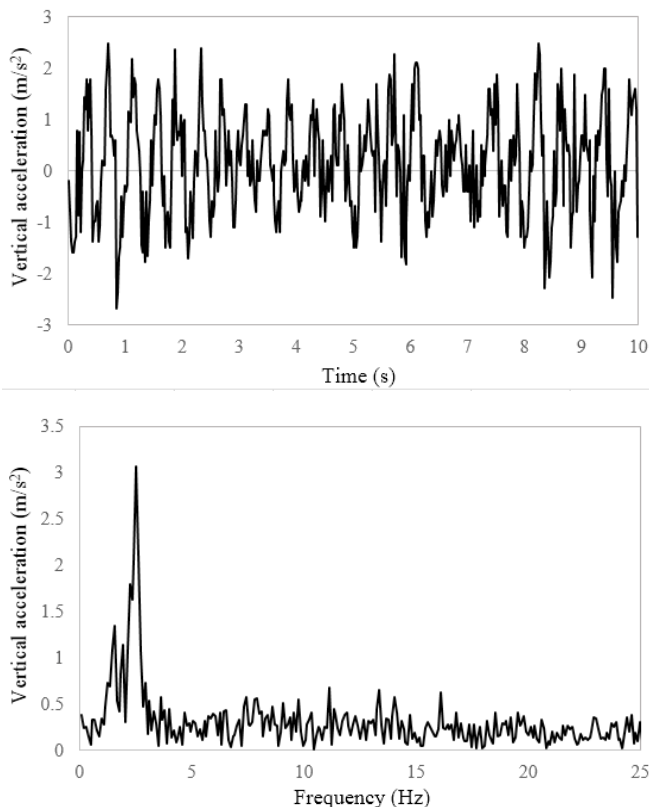 Vertical acceleration (m/s²)
3
2
1
0
-1
-2
-3
0 1 2 3 4 5 6 7 8 9 10
Time (s)
Vertical acceleration (m/s²)
3.5
3
2.5
2
1.5
1
0.5
0
0 5 10 15 20 25
Frequency (Hz)